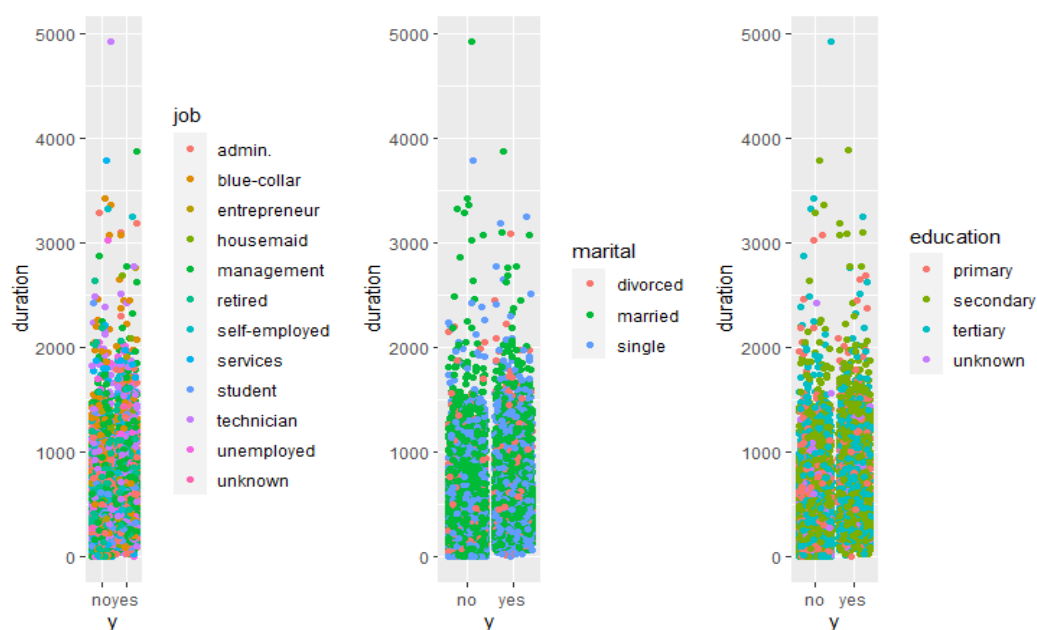 5000
4000
3000
2000
1000
0
duration
noyes
y
job
admin.
blue-collar
entrepreneur
housemaid
management
retired
self-employed
services
student
technician
unemployed
unknown
5000
4000
3000
2000
1000
0
duration
no yes
y
marital
divorced
married
single
5000
4000
3000
2000
1000
0
duration
no yes
y
education
primary
secondary
tertiary
unknown